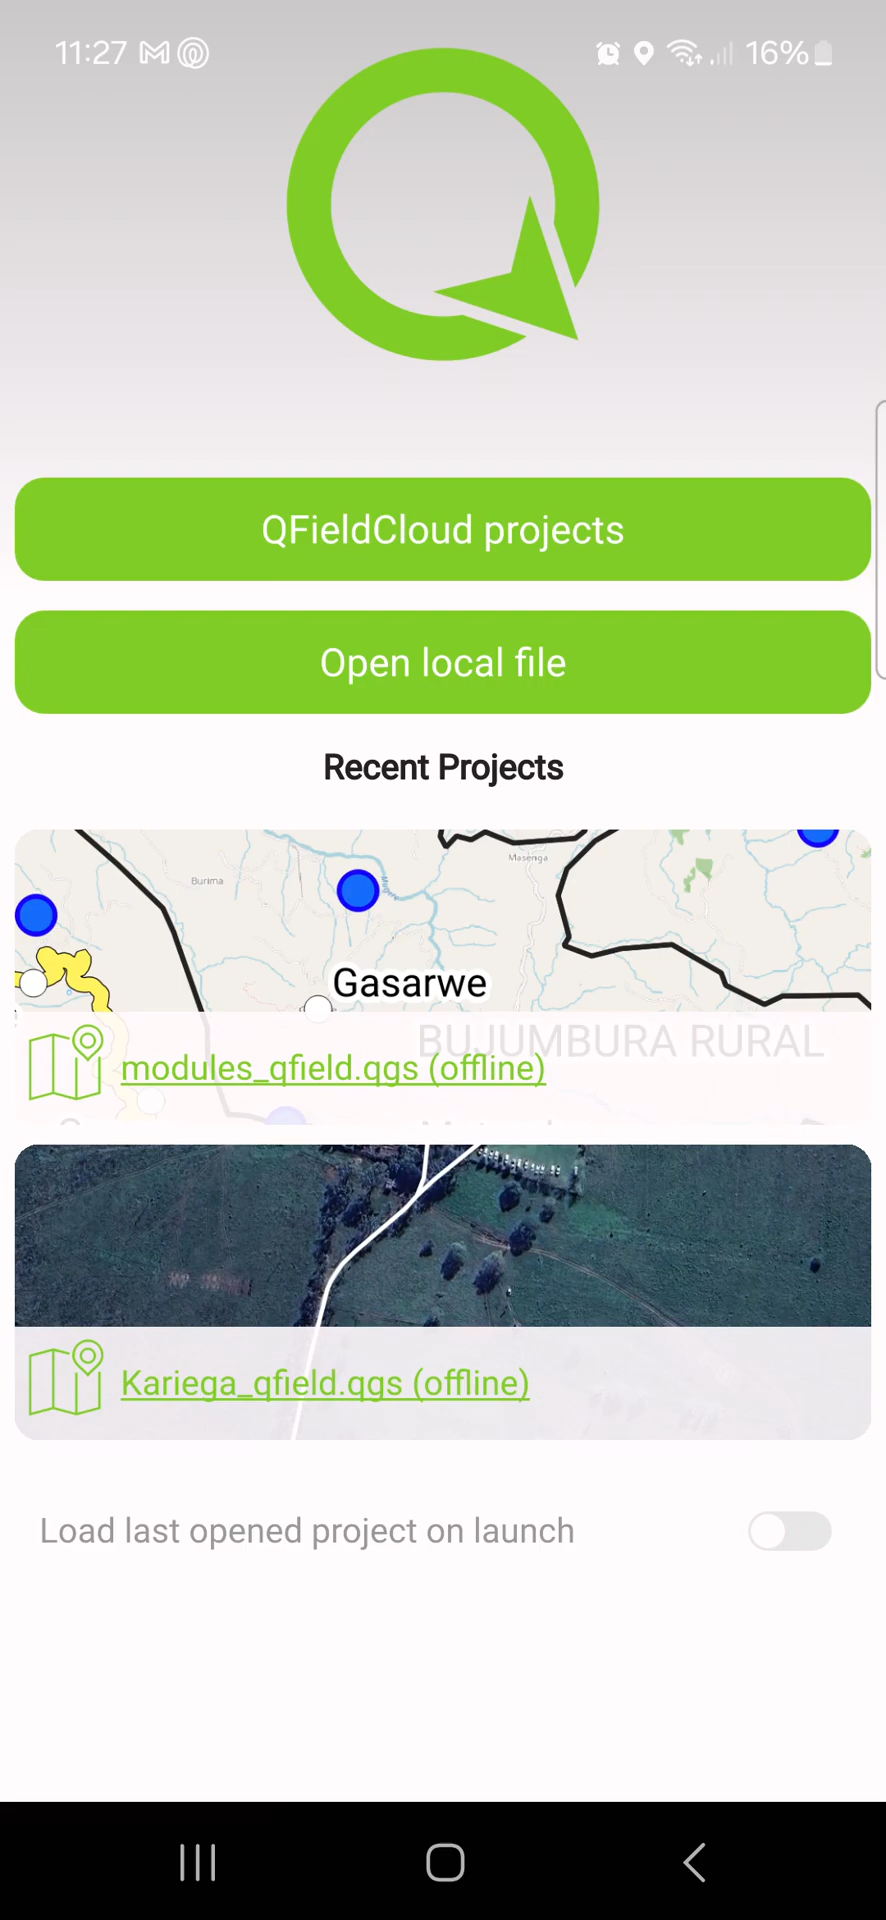 11:27
16%
QFieldCloud projects
Open local file
Recent Projects
Masenga
Burima
Gasarwe
BUJUMBURA RURAL
modules_qfield.qgs (offline)
Kariega_qfield.qgs (offline)
Load last opened project on launch